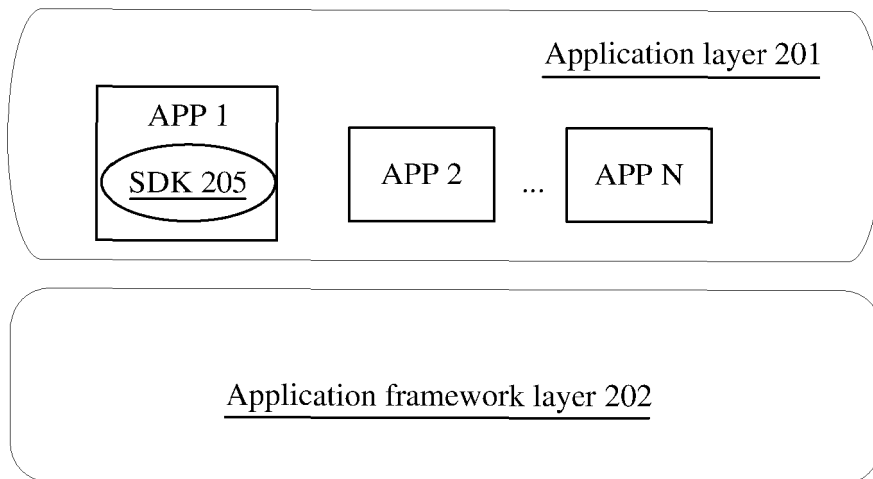 Application layer 201
APP 1
SDK 205
APP 2
...
APP N
Application framework layer 202